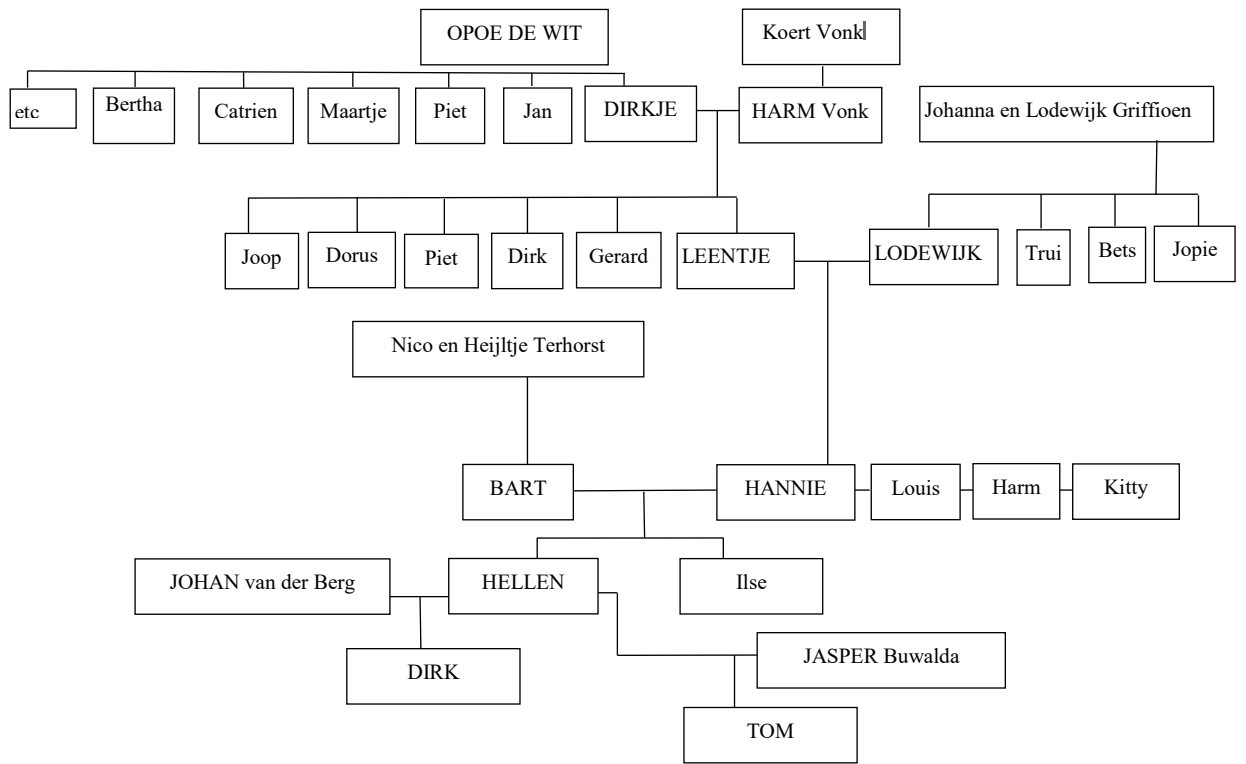 OPOE DE WIT
Koert Vonk
etc
Bertha
Catrien
Maartje
Piet
Jan
DIRKJE
HARM Vonk
Johanna en Lodewijk Griffioen
Joop
Dorus
Piet
Dirk
Gerard
LEENTJE
LODEWIJK
Trui
Bets
Jopie
Nico en Heijltje Terhorst
BART
HANNIE
Louis
Harm
Kitty
JOHAN van der Berg
HELLEN
Ilse
DIRK
JASPER Buwalda
TOM